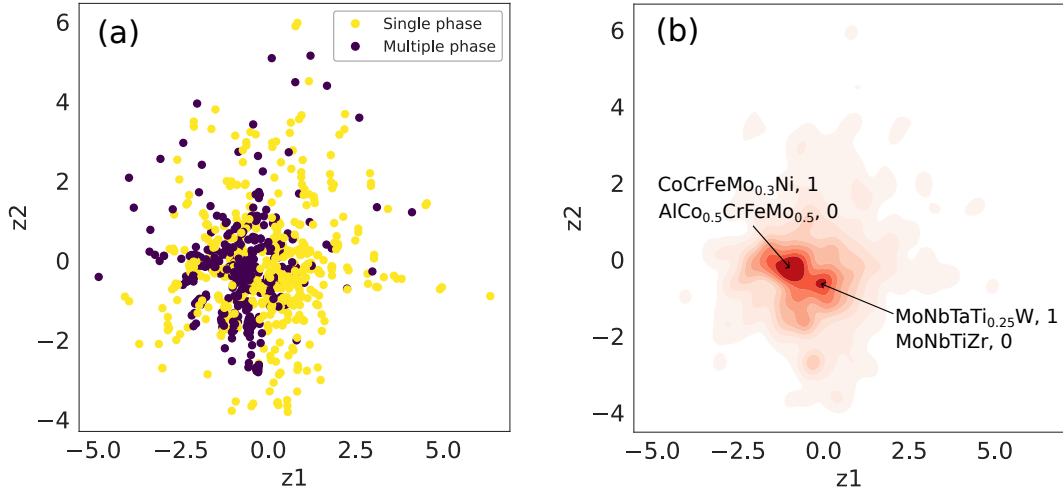 (a)
Single phase
Multiple phase
6
4
2
0
−2
−4
z2
−5.0
−2.5
0.0
2.5
5.0
z1
(b)
6
4
2
0
−2
−4
z2
CoCrFeMo₀.₃Ni, 1
AlCo₀.₅CrFeMo₀.₅, 0
MoNbTaTi₀.₂₅W, 1
MoNbTiZr, 0
−5.0
−2.5
0.0
2.5
5.0
z1